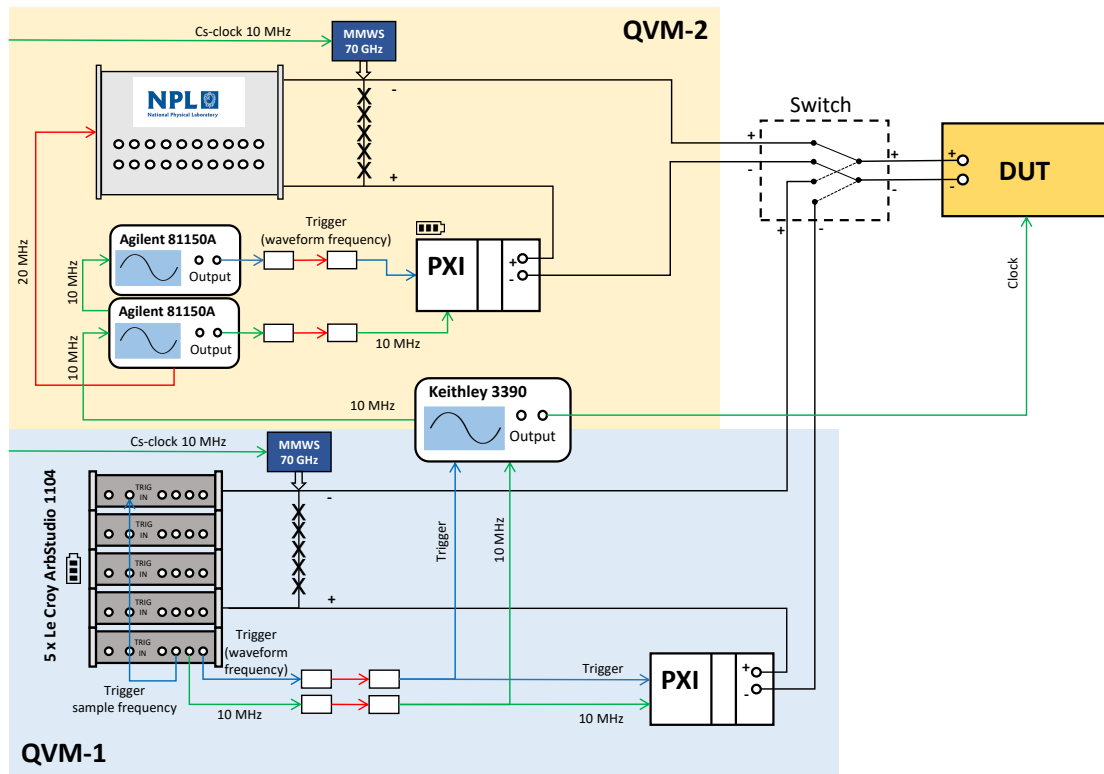 Cs-clock 10 MHz
MMWS
70 GHz
QVM-2
NPL
National Physical Laboratory
-
+
Switch
+
-
+
-
+
-
+
-
DUT
Clock
20 MHz
Trigger
(waveform frequency)
Agilent 81150A
Output
10 MHz
PXI
+
-
Agilent 81150A
Output
10 MHz
10 MHz
10 MHz
Keithley 3390
Output
Cs-clock 10 MHz
MMWS
70 GHz
5 x Le Croy ArbStudio 1104
TRIG
IN
TRIG
IN
TRIG
IN
TRIG
IN
TRIG
IN
-
+
Trigger
10 MHz
Trigger
(waveform
frequency)
Trigger
sample frequency
10 MHz
Trigger
10 MHz
PXI
+
-
QVM-1